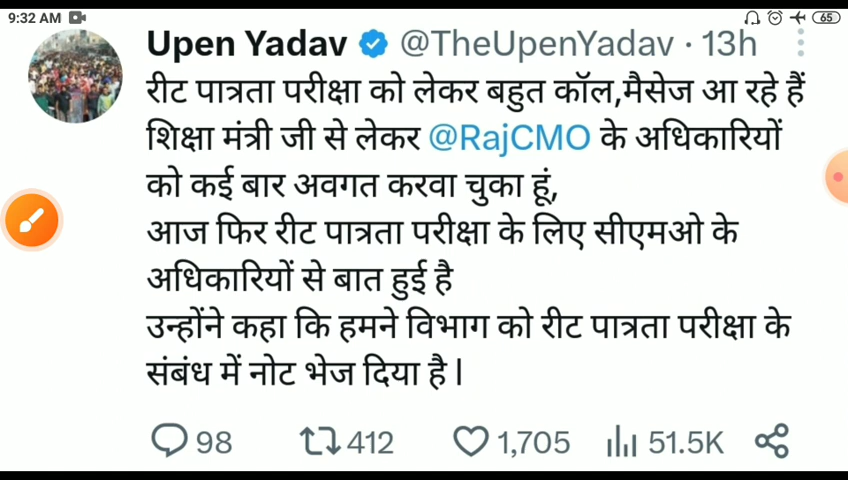 9:32 AM
65
Upen Yadav @TheUpenYadav · 13h
रीट पात्रता परीक्षा को लेकर बहुत कॉल,मैसेज आ रहे हैं
शिक्षा मंत्री जी से लेकर @RajCMO के अधिकारियों
को कई बार अवगत करवा चुका हूं,
आज फिर रीट पात्रता परीक्षा के लिए सीएमओ के
अधिकारियों से बात हुई है
उन्होंने कहा कि हमने विभाग को रीट पात्रता परीक्षा के
संबंध में नोट भेज दिया है l
98 412 1,705 51.5K